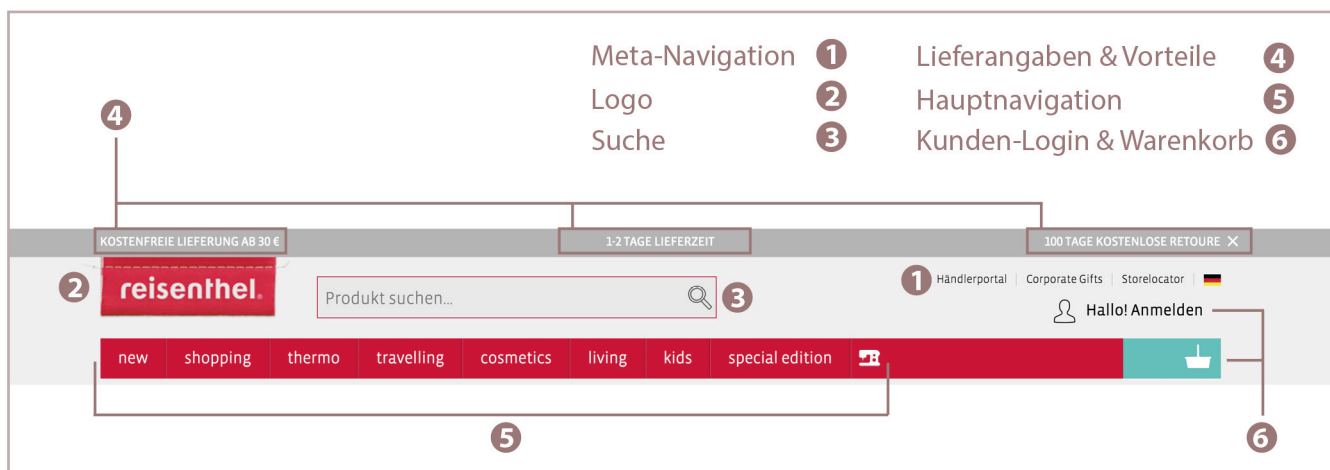 Meta-Navigation 1 Lieferangaben & Vorteile 4
Logo 2 Hauptnavigation 5
Suche 3 Kunden-Login & Warenkorb 6
4
KOSTENFREIE LIEFERUNG AB 30 € 1-2 TAGE LIEFERZEIT 100 TAGE KOSTENLOSE RETOURE
2 reisenthel. Produkt suchen... 3 1 Händlerportal Corporate Gifts Storelocator
Hallo! Anmelden
new shopping thermo travelling cosmetics living kids special edition
5 6